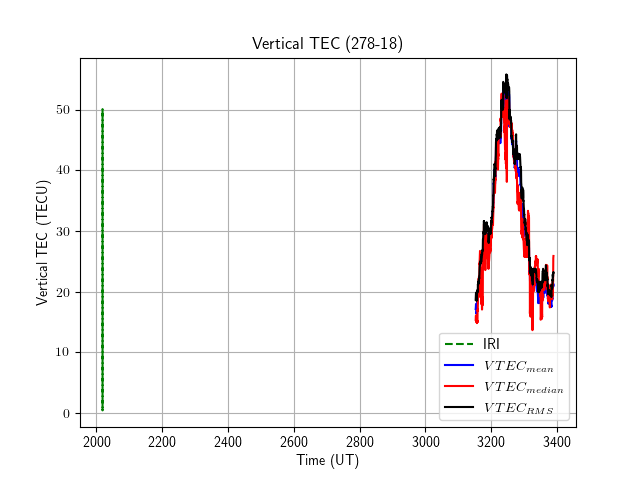 Vertical TEC (278-18)
Vertical TEC (TECU)
50
40
30
20
10
0
2000 2200 2400 2600 2800 3000 3200 3400
Time (UT)
IRI
VTEC_mean
VTEC_median
VTEC_RMS